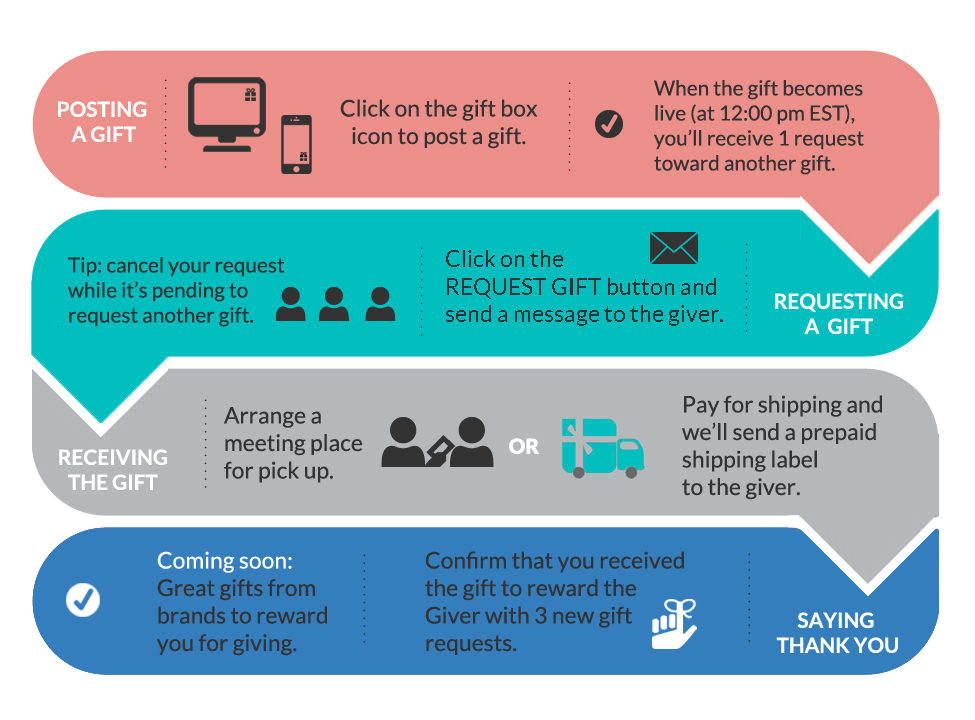 POSTING
A GIFT
Click on the gift box
icon to post a gift.
When the gift becomes
live (at 12:00 pm EST),
you'll receive 1 request
toward another gift.
Tip: cancel your request
while it's pending to
request another gift.
Click on the
REQUEST GIFT button and
send a message to the giver.
REQUESTING
A GIFT
RECEIVING
THE GIFT
Arrange a
meeting place
for pick up.
OR
Pay for shipping and
we'll send a prepaid
shipping label
to the giver.
Coming soon:
Great gifts from
brands to reward
you for giving.
Confirm that you received
the gift to reward the
Giver with 3 new gift
requests.
SAYING
THANK YOU